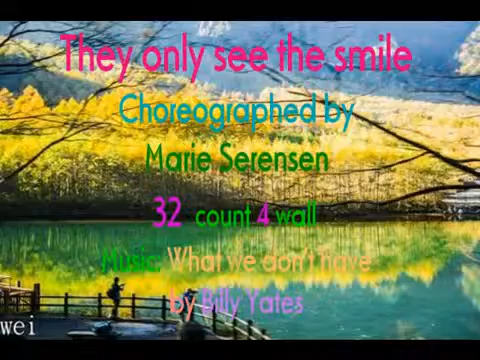 They only see the smile
Choreographed by
Marie Serensen
32 count 4 wall
Music: What we don't have
by Billy Yates
wei